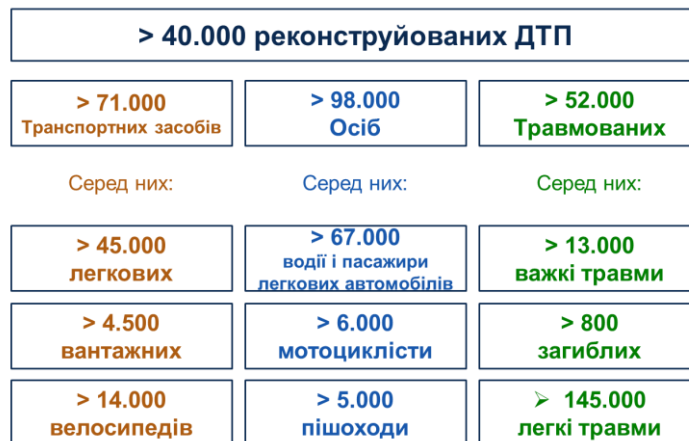 > 40.000 реконструйованих ДТП
> 71.000
Транспортних засобів
> 98.000
Осіб
> 52.000
Травмованих
Серед них:
Серед них:
Серед них:
> 45.000
легкових
> 67.000
водії і пасажири
легкових автомобілів
> 13.000
важкі травми
> 4.500
вантажних
> 6.000
мотоциклісти
> 800
загиблих
> 14.000
велосипедів
> 5.000
пішоходи
➢ 145.000
легкі травми